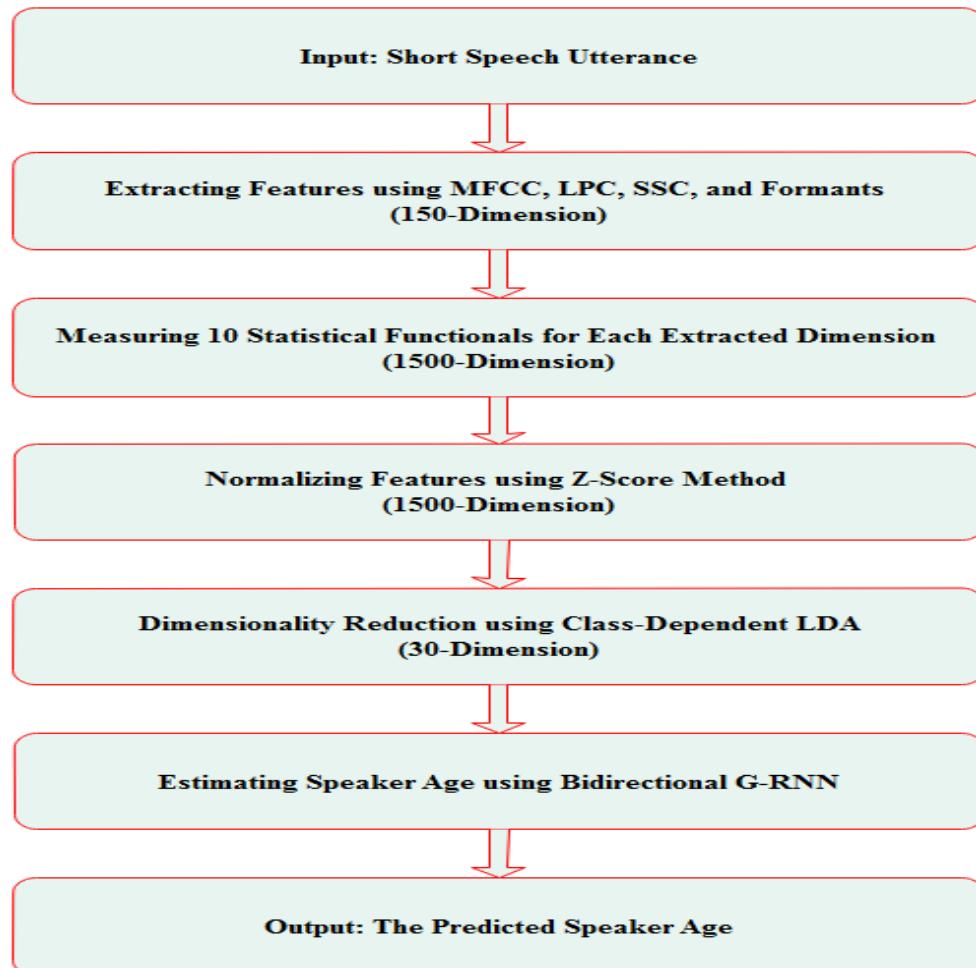 Input: Short Speech Utterance
Extracting Features using MFCC, LPC, SSC, and Formants
(150-Dimension)
Measuring 10 Statistical Functionals for Each Extracted Dimension
(1500-Dimension)
Normalizing Features using Z-Score Method
(1500-Dimension)
Dimensionality Reduction using Class-Dependent LDA
(30-Dimension)
Estimating Speaker Age using Bidirectional G-RNN
Output: The Predicted Speaker Age